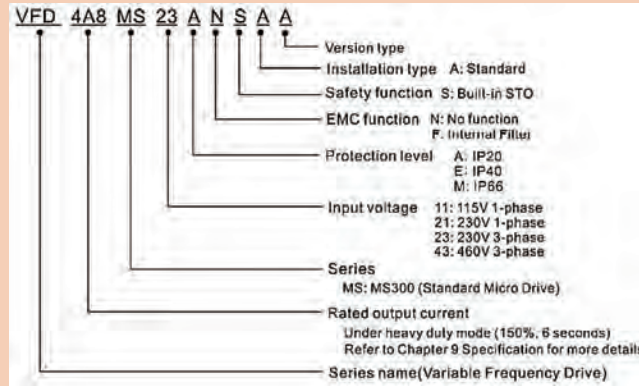 VFD 4A8 MS 23 A N S A A
Version type
Installation type A: Standard
Safety function S: Built-in STO
EMC function N: No function
F: Internal Filter
Protection level A: IP20
E: IP40
M: IP66
Input voltage 11: 115V 1-phase
21: 230V 1-phase
23: 230V 3-phase
43: 460V 3-phase
Series
MS: MS300 (Standard Micro Drive)
Rated output current
Under heavy duty mode (150%, 6 seconds)
Refer to Chapter 9 Specification for more details
Series name(Variable Frequency Drive)